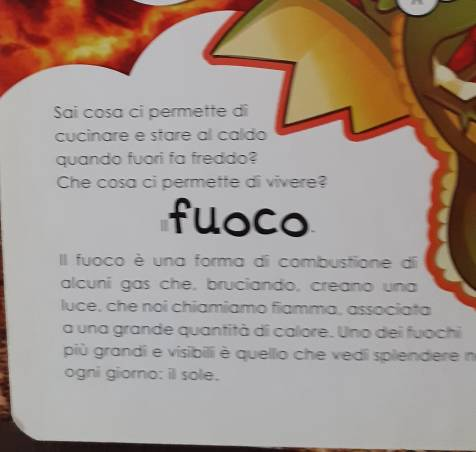 Sai cosa ci permette di
cucinare e stare al caldo
quando fuori fa freddo?
Che cosa ci permette di vivere?
Il fuoco.
Il fuoco è una forma di combustione di
alcuni gas che, bruciando, creano una
luce, che noi chiamiamo fiamma, associata
a una grande quantità di calore. Uno dei fuochi
più grandi e visibili è quello che vedi splendere
ogni giorno: il sole.